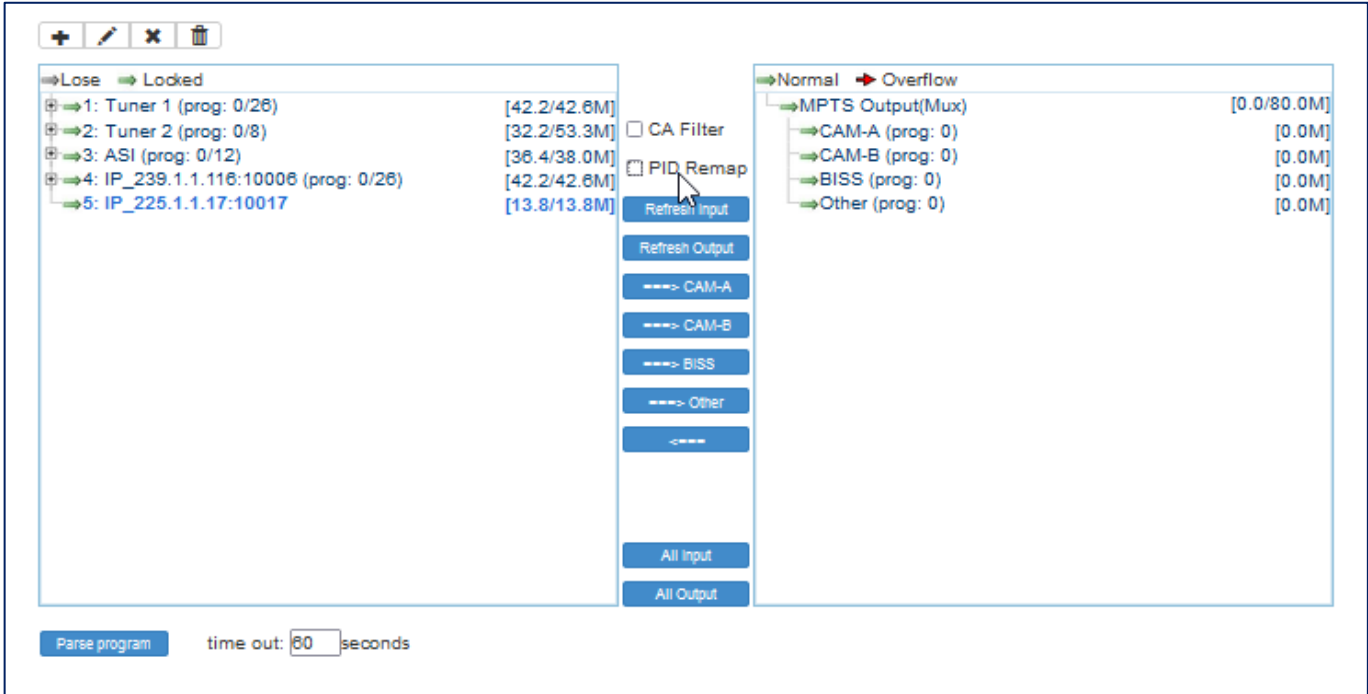 ⇒Lose ⇒ Locked
1: Tuner 1 (prog: 0/26) [42.2/42.6M]
2: Tuner 2 (prog: 0/8) [32.2/53.3M]
3: ASI (prog: 0/12) [36.4/38.0M]
4: IP_239.1.1.116:10006 (prog: 0/26) [42.2/42.6M]
5: IP_225.1.1.17:10017 [13.8/13.8M]
CA Filter
PID Remap
Refresh Input
Refresh Output
===> CAM-A
===> CAM-B
===> BISS
===> Other
<===
All Input
All Output
⇒Normal Overflow
MPTS Output(Mux) [0.0/80.0M]
CAM-A (prog: 0) [0.0M]
CAM-B (prog: 0) [0.0M]
BISS (prog: 0) [0.0M]
Other (prog: 0) [0.0M]
Parse program time out: 60 seconds